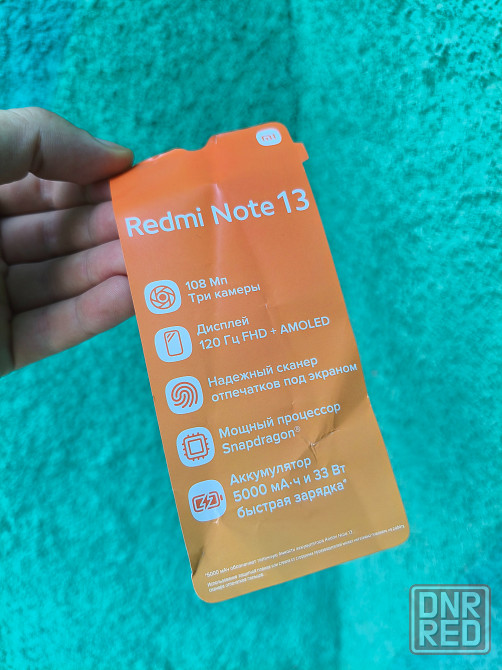 Redmi Note 13
108 Мп
Три камеры
Дисплей
120 Гц FHD + AMOLED
Надежный сканер
отпечатков под экраном
Мощный процессор
Snapdragon®
Аккумулятор
5000 мА·ч и 33 Вт
быстрая зарядка*
DNR
RED